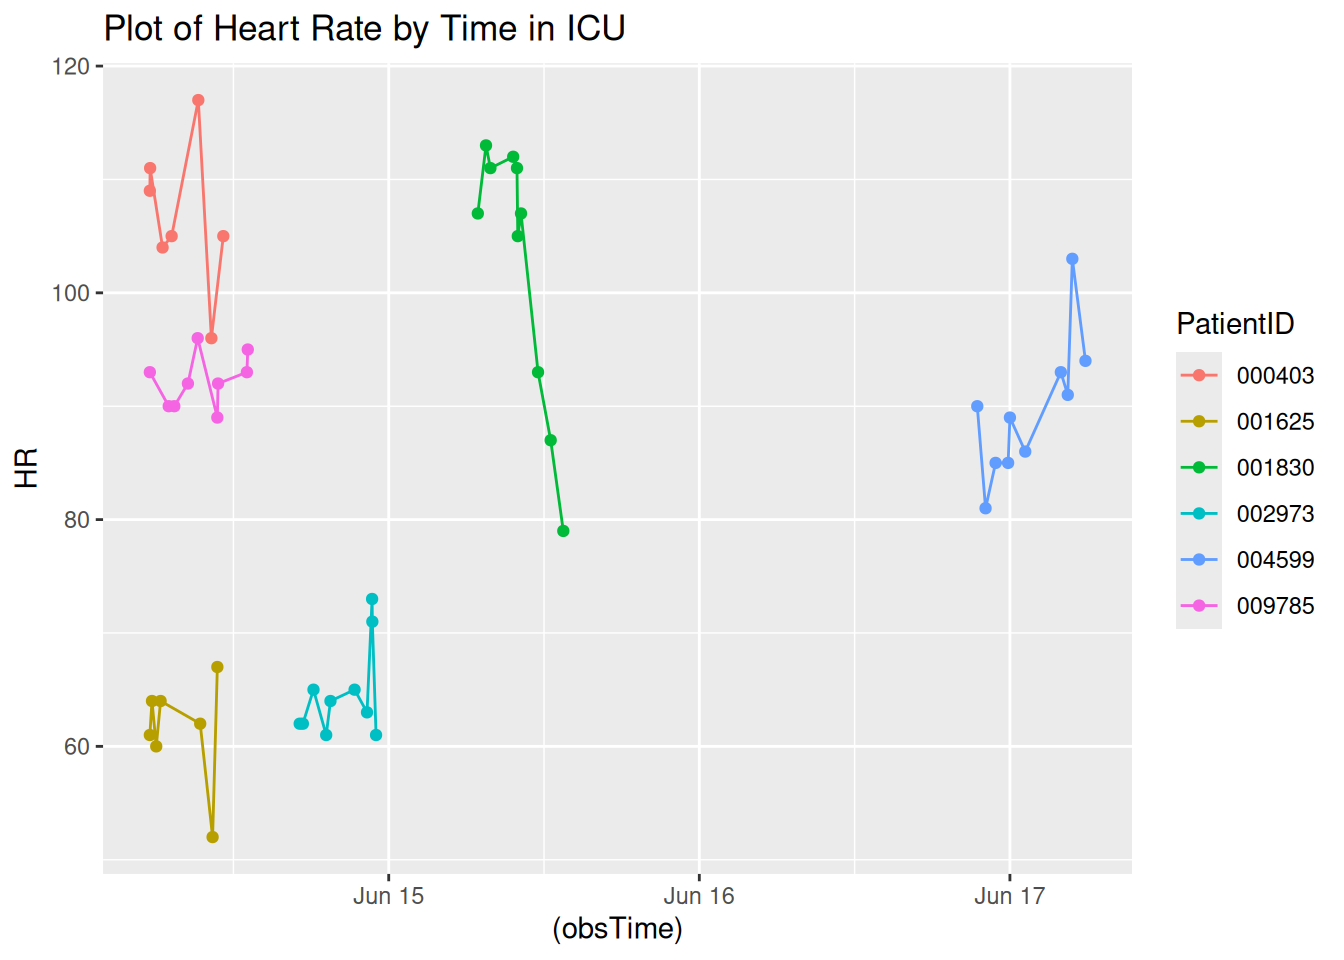 Plot of Heart Rate by Time in ICU
120
100
80
60
HR
Jun 15
Jun 16
Jun 17
(obsTime)
PatientID
000403
001625
001830
002973
004599
009785